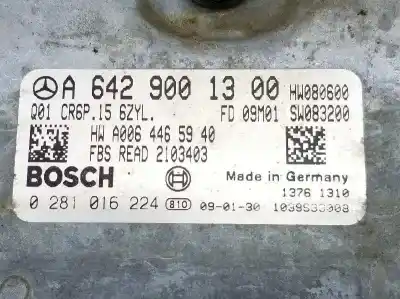 A 642 900 13 00 HW080600
Q01 CR6P.15 6ZYL. FD 09M01 SW083200
HW A006 446 59 40
FBS READ 2103403
BOSCH Made in Germany
1376 1310
0 281 016 224 810 09-01-30 1039S33008